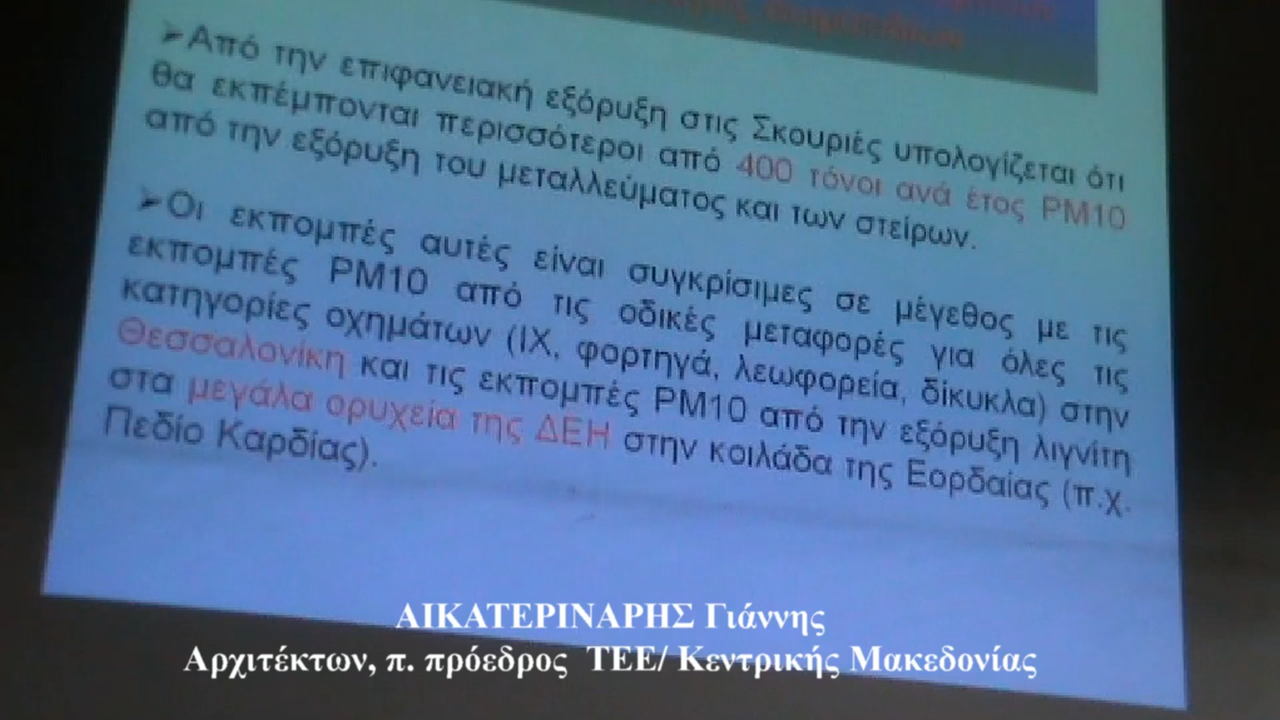 ➢Από την επιφανειακή εξόρυξη στις Σκουριές υπολογίζεται ότι
θα εκπέμπονται περισσότεροι από 400 τόνοι ανά έτος PM10
από την εξόρυξη του μεταλλεύματος και των στείρων.
➢Οι εκπομπές αυτές είναι συγκρίσιμες σε μέγεθος με τις
εκπομπές PM10 από τις οδικές μεταφορές για όλες τις
κατηγορίες οχημάτων (ΙΧ, φορτηγά, λεωφορεία, δίκυκλα) στην
Θεσσαλονίκη και τις εκπομπές PM10 από την εξόρυξη λιγνίτη
στα μεγάλα ορυχεία της ΔΕΗ στην κοιλάδα της Εορδαίας (π.χ.
Πεδίο Καρδίας).
ΑΙΚΑΤΕΡΙΝΑΡΗΣ Γιάννης
Αρχιτέκτων, π. πρόεδρος ΤΕΕ/ Κεντρικής Μακεδονίας